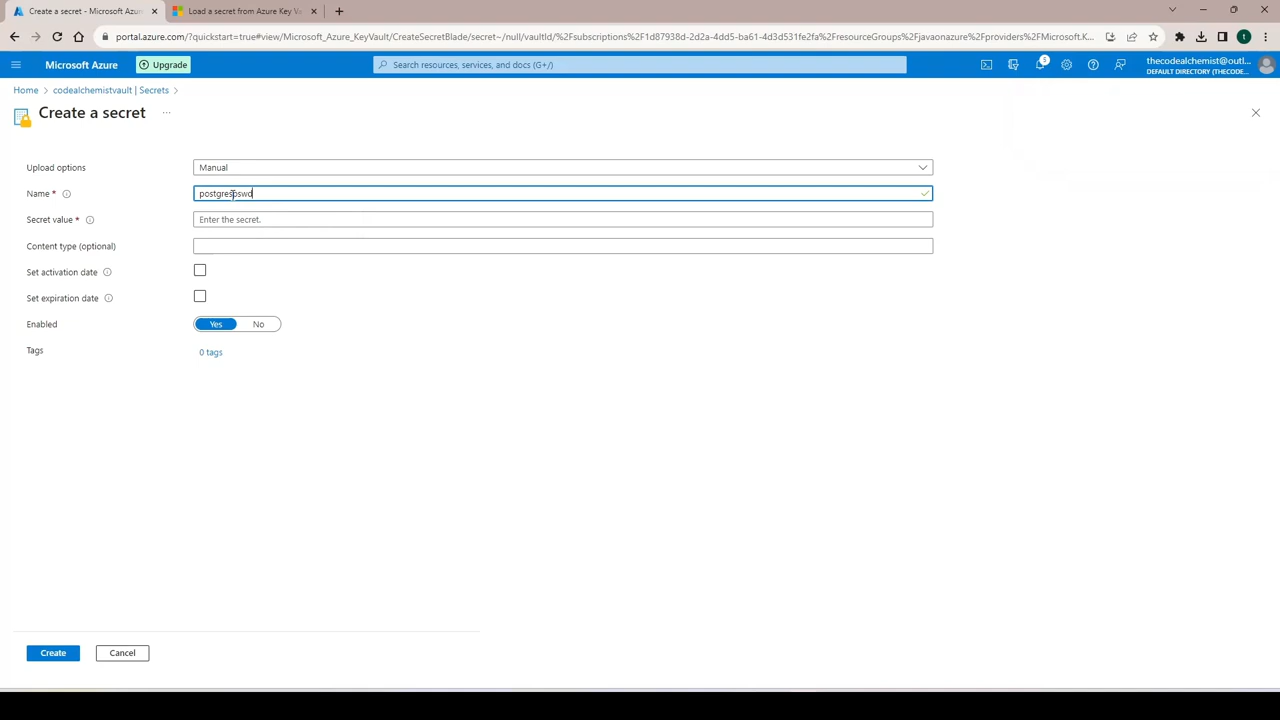 Create a secret - Microsoft Azu
Load a secret from Azure Key Va
portal.azure.com/?quickstart=true#view/Microsoft_Azure_KeyVault/CreateSecretBlade/secret~/null/vaultId/%2Fsubscriptions%2F1d87938d-2d2a-4dd5-ba61-4d3d531fe2fa%2FresourceGroups%2Fjavaonazure%2Fproviders%2FMicrosoft.K...
t
Microsoft Azure
Upgrade
Search resources, services, and docs (G+/)
3
thecodealchemist@outl...
DEFAULT DIRECTORY (THECODE...
Home > codealchemistvault | Secrets >
Create a secret ...
Upload options
Manual
Name *
postgrespswd
Secret value *
Enter the secret.
Content type (optional)
Set activation date
Set expiration date
Enabled
Yes No
Tags
0 tags
Create Cancel